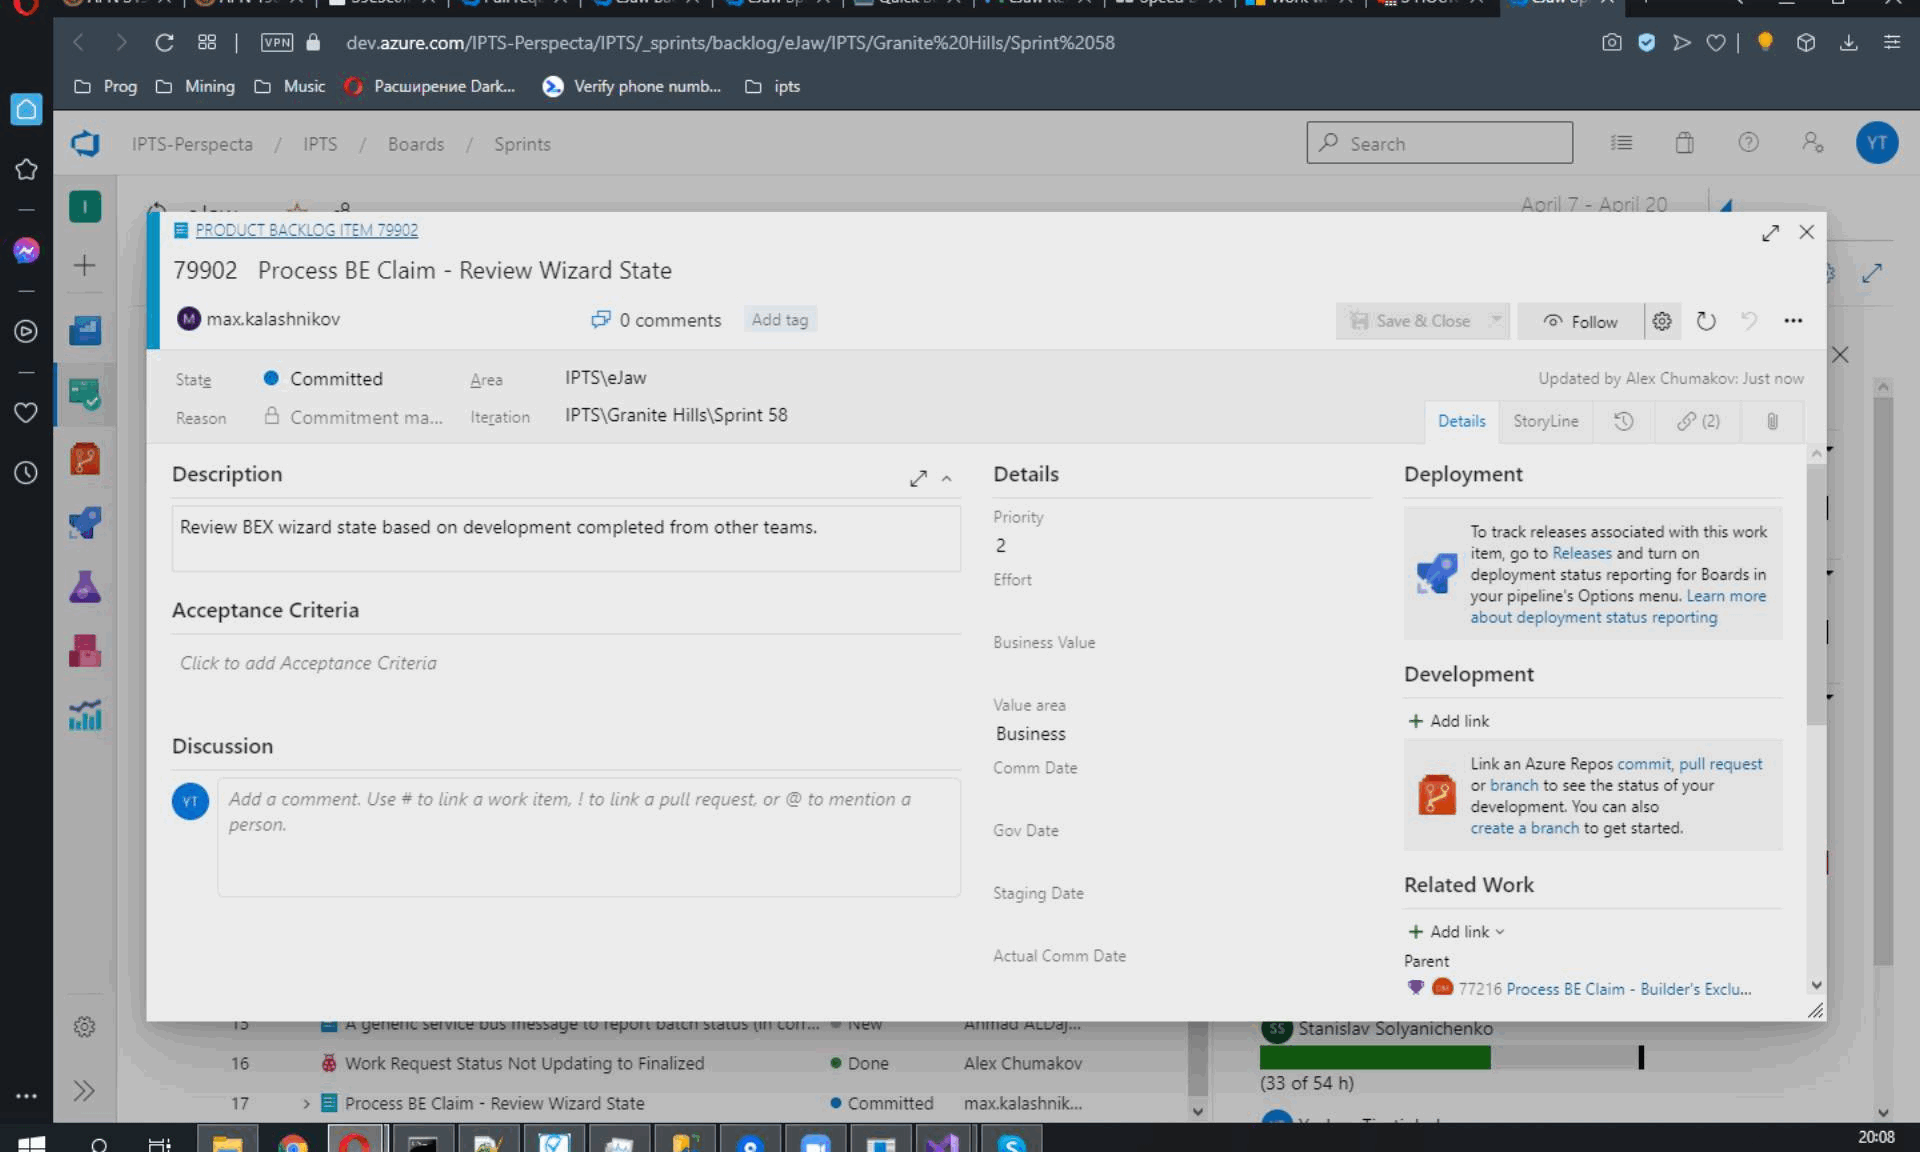 VPN
dev.azure.com/IPTS-Perspecta/IPTS/_sprints/backlog/eJaw/IPTS/Granite%20Hills/Sprint%2058
Prog
Mining
Music
Расширение Dark...
Verify phone numb...
ipts
IPTS-Perspecta / IPTS / Boards / Sprints
Search
YT
I
April 7 - April 20
PRODUCT BACKLOG ITEM 79902
79902 Process BE Claim - Review Wizard State
M max.kalashnikov
0 comments
Add tag
Save & Close
Follow
State
Committed
Area
IPTS\eJaw
Updated by Alex Chumakov: Just now
Reason
Commitment ma...
Iteration
IPTS\Granite Hills\Sprint 58
Details
StoryLine
(2)
Description
Review BEX wizard state based on development completed from other teams.
Acceptance Criteria
Click to add Acceptance Criteria
Discussion
YT
Add a comment. Use # to link a work item, ! to link a pull request, or @ to mention a
person.
Details
Priority
2
Effort
Business Value
Value area
Business
Comm Date
Gov Date
Staging Date
Actual Comm Date
Deployment
To track releases associated with this work
item, go to Releases and turn on
deployment status reporting for Boards in
your pipeline's Options menu. Learn more
about deployment status reporting
Development
+ Add link
Link an Azure Repos commit, pull request
or branch to see the status of your
development. You can also
create a branch to get started.
Related Work
+ Add link
Parent
77216 Process BE Claim - Builder's Exclu...
15 A generic service bus message to report batch status (in corr... New Ahmad ALDaj...
16 Work Request Status Not Updating to Finalized Done Alex Chumakov
17 Process BE Claim - Review Wizard State Committed max.kalashnik...
SS Stanislav Solyanichenko
(33 of 54 h)
20:08